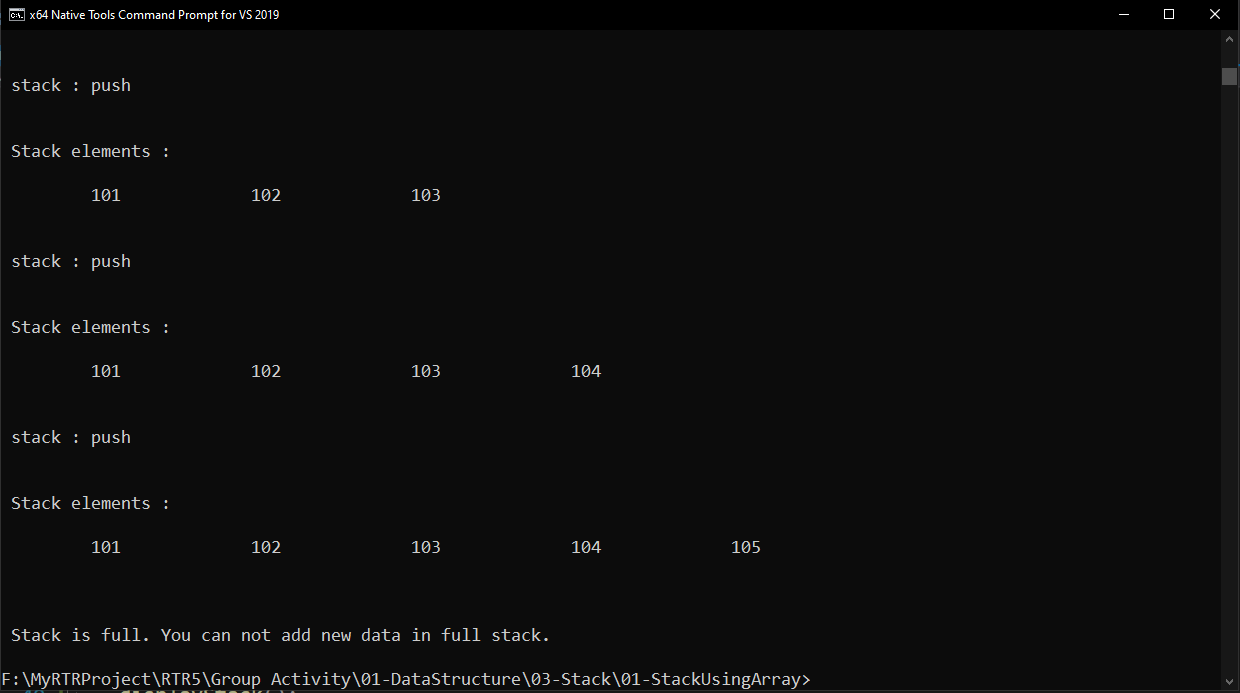 x64 Native Tools Command Prompt for VS 2019
stack : push
Stack elements :
101 102 103
stack : push
Stack elements :
101 102 103 104
stack : push
Stack elements :
101 102 103 104 105
Stack is full. You can not add new data in full stack.
F:\MyRTRProject\RTR5\Group Activity\01-DataStructure\03-Stack\01-StackUsingArray>